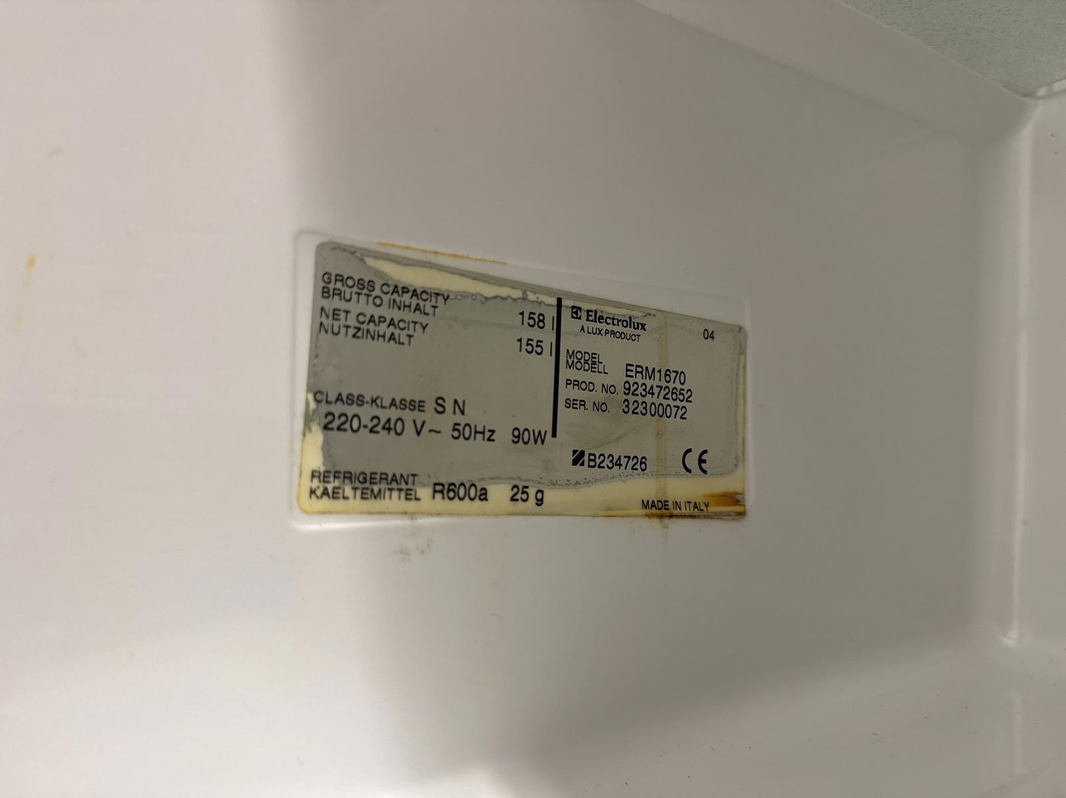 GROSS CAPACITY
BRUTTO INHALT 158 l
NET CAPACITY
NUTZINHALT 155 l
CLASS-KLASSE S N
220-240 V~ 50Hz 90W
REFRIGERANT
KAELTEMITTEL R600a 25 g
Electrolux 04
A LUX PRODUCT
MODEL
MODELL ERM1670
PROD. NO. 923472652
SER. NO. 32300072
B234726 CE
MADE IN ITALY